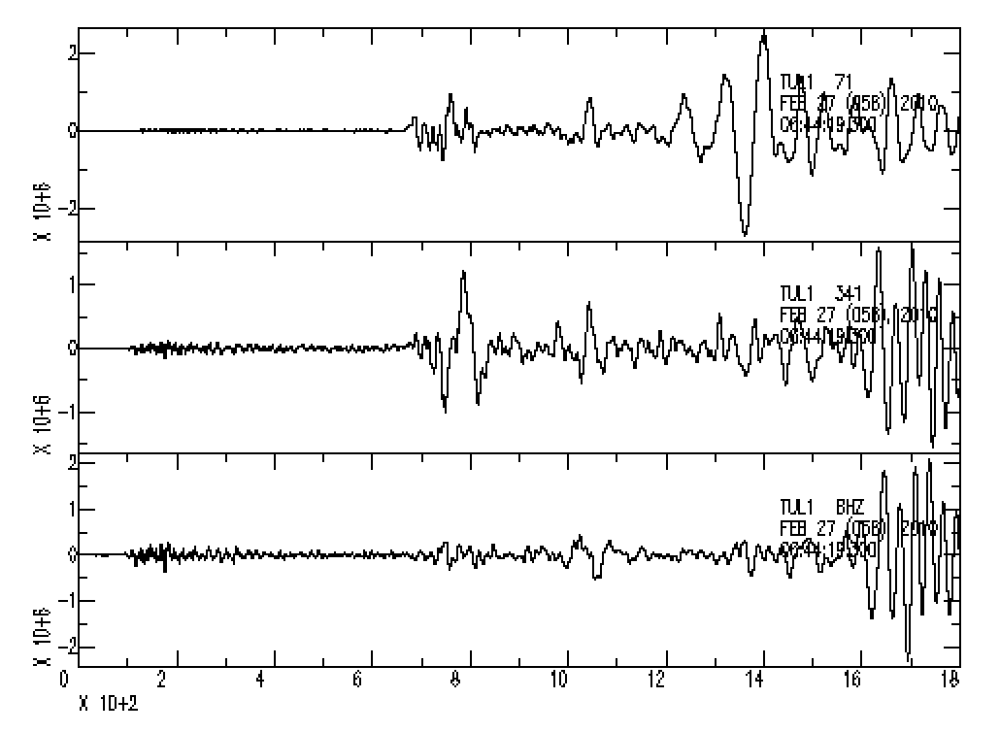 2
0
-2
X 10+6
TUL1 71
FEB 27 (058), 2010
06:44:19.300
1
0
-1
X 10+6
TUL1 341
FEB 27 (058), 2010
06:44:19.300
2
1
0
-1
-2
X 10+6
TUL1 BHZ
FEB 27 (058), 2010
06:44:19.300
0 2 4 6 8 10 12 14 16 18
X 10+2